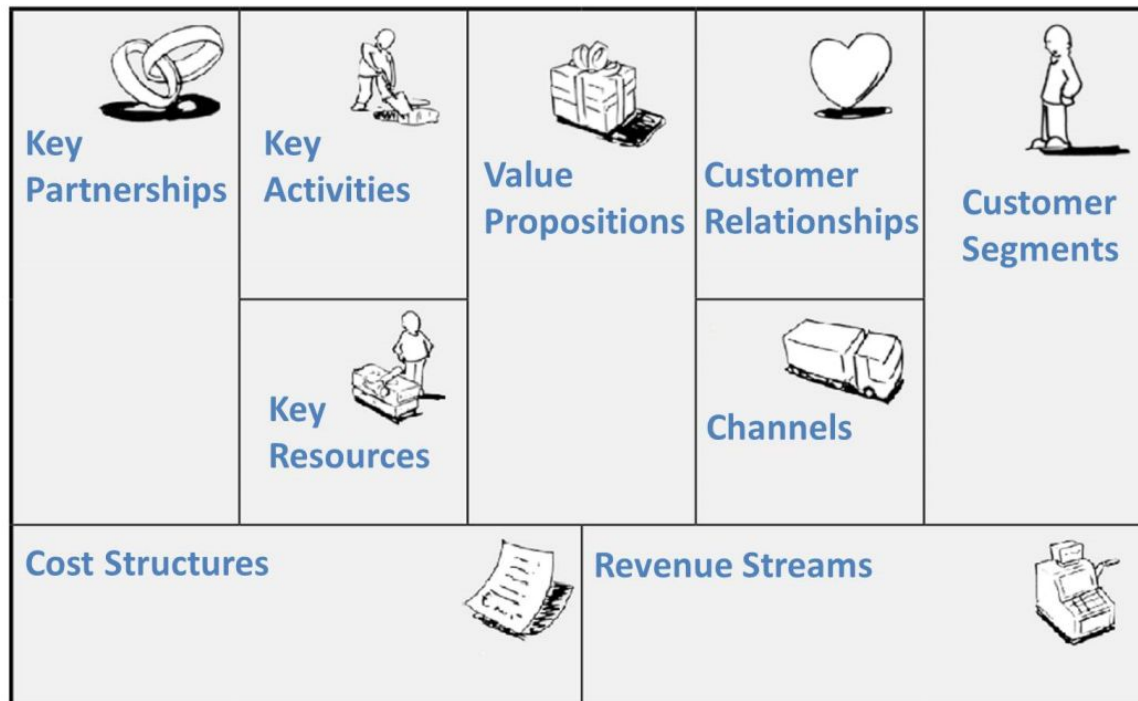 Key
Partnerships
Key
Activities
Key
Resources
Value
Propositions
Customer
Relationships
Channels
Customer
Segments
Cost Structures
Revenue Streams